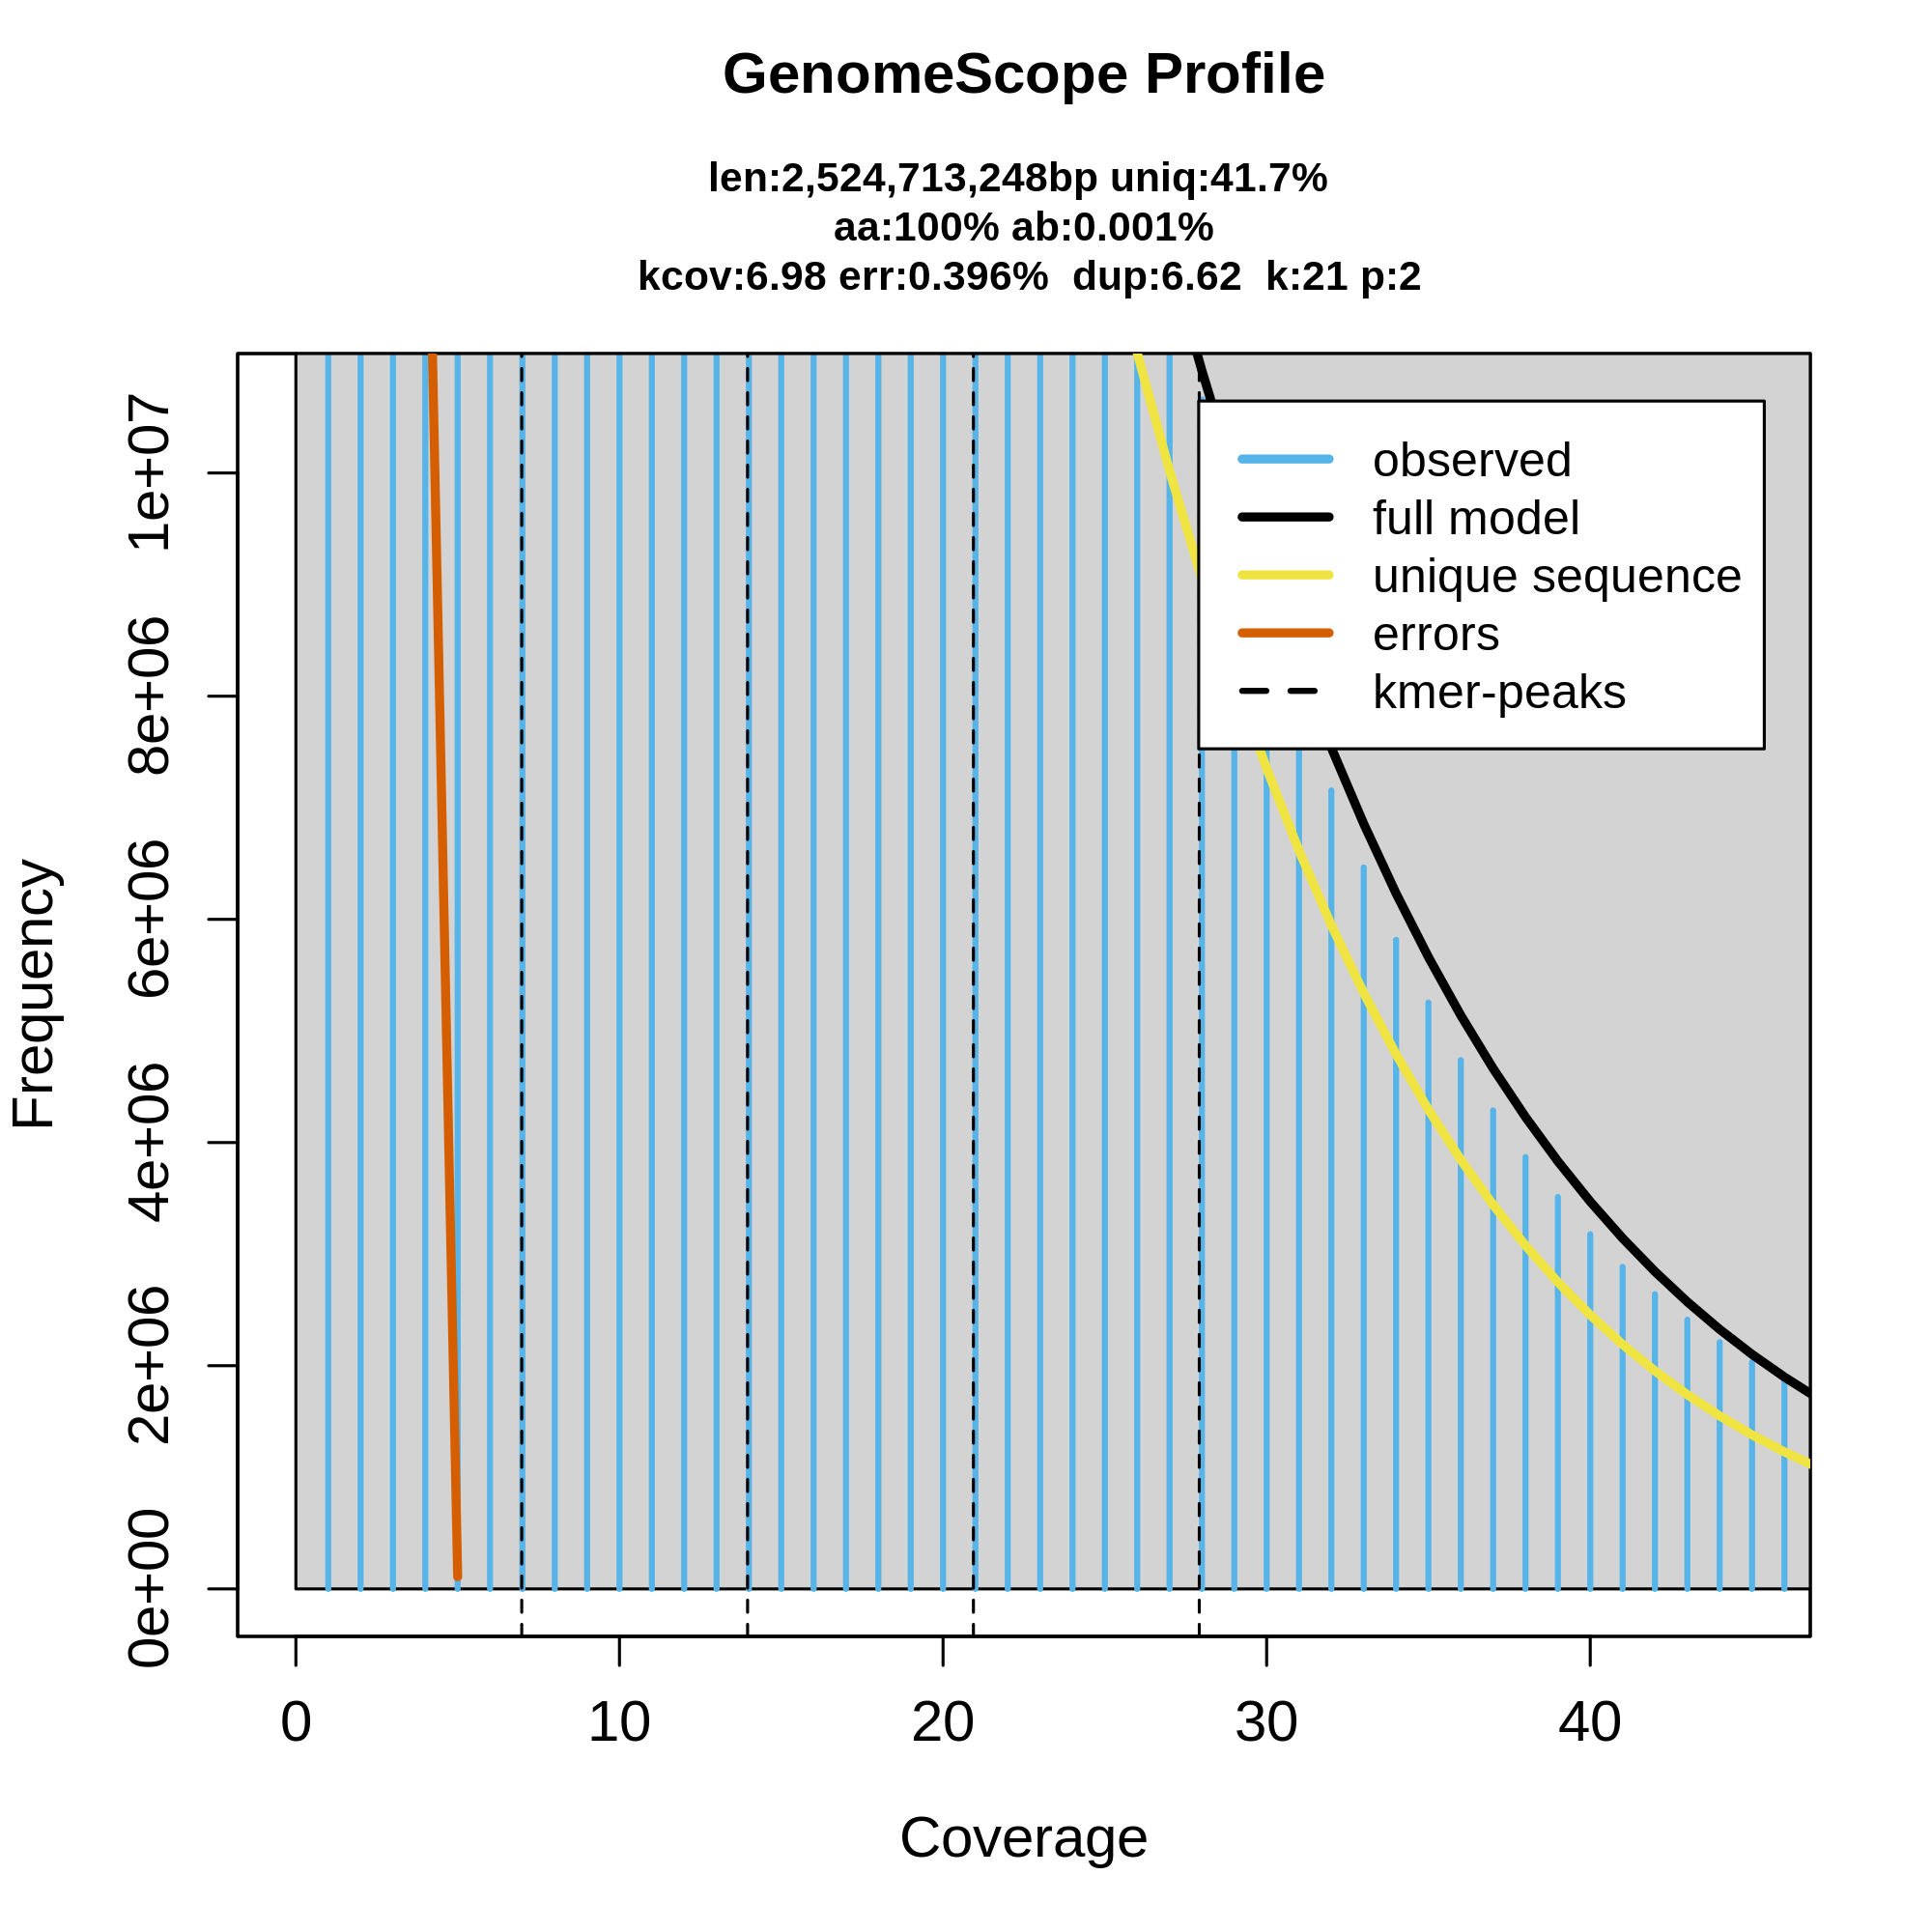 GenomeScope Profile
len:2,524,713,248bp uniq:41.7%
aa:100% ab:0.001%
kcov:6.98 err:0.396%  dup:6.62  k:21 p:2
observed
full model
unique sequence
errors
kmer-peaks
Frequency
1e+07
8e+06
6e+06
4e+06
2e+06
0e+00
0 10 20 30 40
Coverage